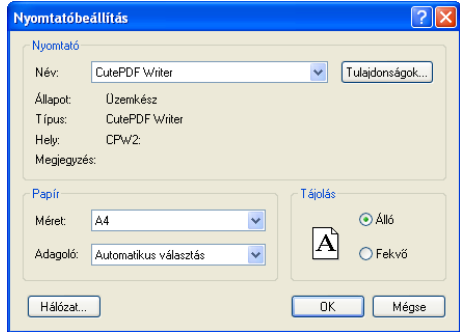 Nyomtatóbeállítás
Nyomtató
Név: CutePDF Writer Tulajdonságok...
Állapot: Üzemkész
Típus: CutePDF Writer
Hely: CPW2:
Megjegyzés:
Papír
Méret: A4
Adagoló: Automatikus választás
Tájolás
A
Álló
Fekvő
Hálózat... OK Mégse